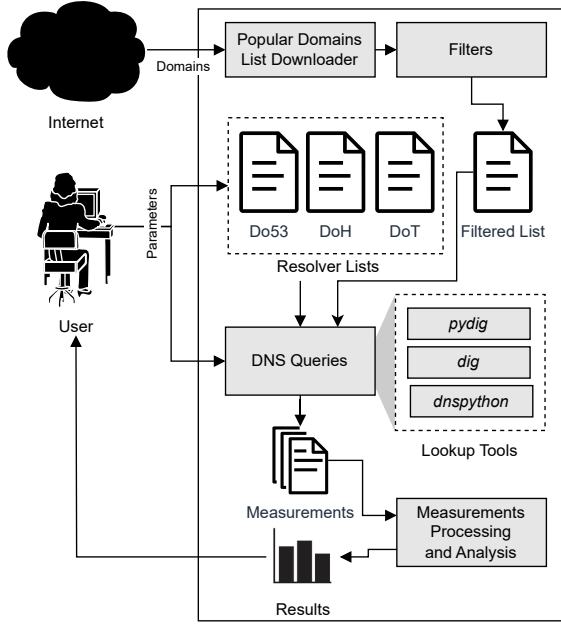 Popular Domains
List Downloader
Filters
Domains
Internet
Parameters
Do53
DoH
DoT
Filtered List
Resolver Lists
User
DNS Queries
pydig
dig
dnspython
Lookup Tools
Measurements
Measurements
Processing
and Analysis
Results